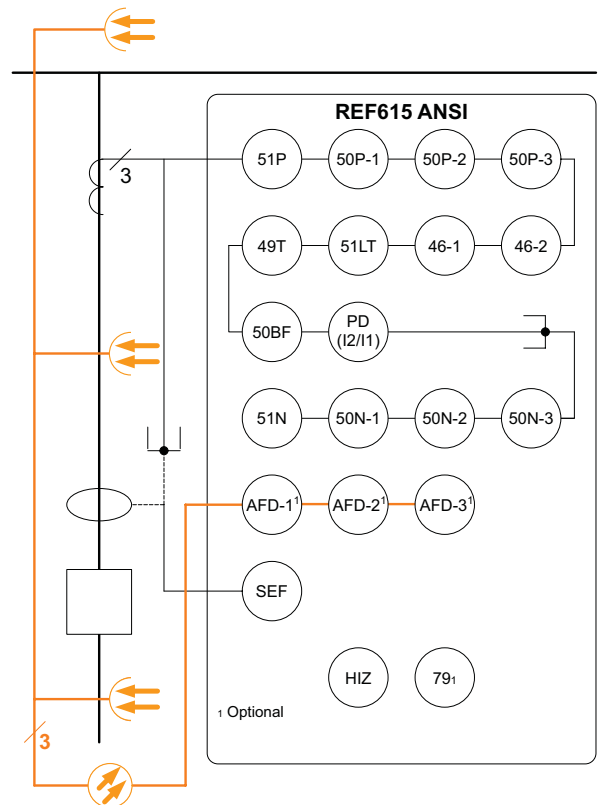 REF615 ANSI
3
51P 50P-1 50P-2 50P-3
49T 51LT 46-1 46-2
50BF PD (I2/I1)
51N 50N-1 50N-2 50N-3
AFD-1¹ AFD-2¹ AFD-3¹
SEF
HIZ 79₁
₁ Optional
3